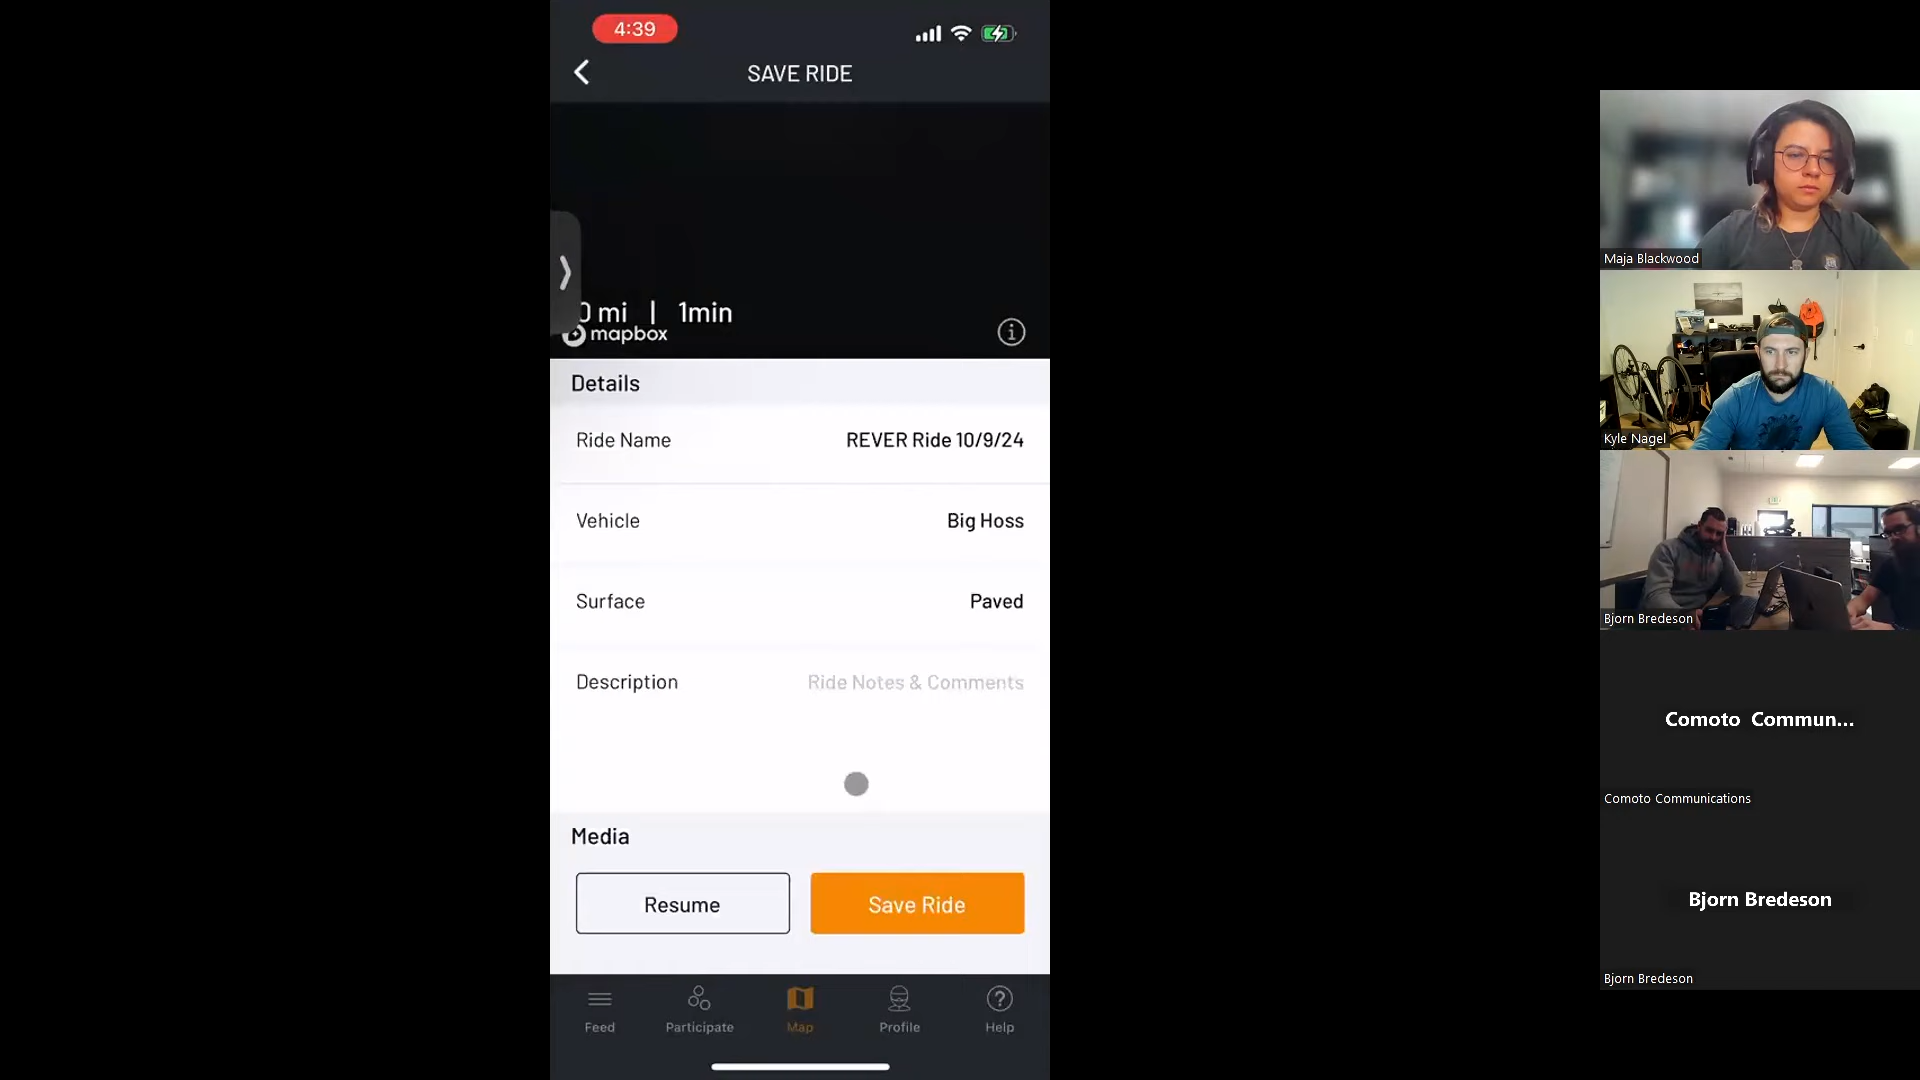 4:39
SAVE RIDE
0 mi | 1min
mapbox
Details
Ride Name REVER Ride 10/9/24
Vehicle Big Hoss
Surface Paved
Description Ride Notes & Comments
Media
Resume Save Ride
Feed Participate Map Profile Help
Maja Blackwood
Kyle Nagel
Bjorn Bredeson
Comoto Commun...
Comoto Communications
Bjorn Bredeson
Bjorn Bredeson